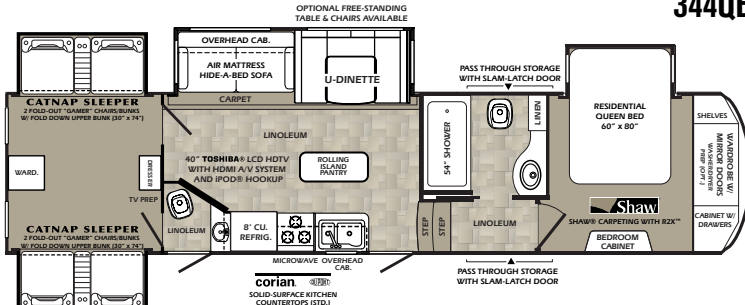 OPTIONAL FREE-STANDING
TABLE & CHAIRS AVAILABLE
344QB
OVERHEAD CAB.
AIR MATTRESS
HIDE-A-BED SOFA
U-DINETTE
CARPET
PASS THROUGH STORAGE
WITH SLAM-LATCH DOOR
CATNAP SLEEPER
2 FOLD-OUT "GAMER" CHAIRS/BUNKS
W/ FOLD DOWN UPPER BUNK (30" x 74")
LINOLEUM
54" SHOWER
LINEN
RESIDENTIAL
QUEEN BED
60" x 80"
SHELVES
WARDROBE W/
MIRROR DOORS
WASHER/DRYER
PREP (OPT.)
WARD.
DRESSER
40" TOSHIBA® LCD HDTV
WITH HDMI A/V SYSTEM
AND IPOD® HOOKUP
ROLLING
ISLAND
PANTRY
TV PREP
Shaw
SHAW® CARPETING WITH R2X™
CABINET W/
DRAWERS
CATNAP SLEEPER
2 FOLD-OUT "GAMER" CHAIRS/BUNKS
W/ FOLD DOWN UPPER BUNK (30" x 74")
LINOLEUM
8' CU.
REFRIG.
STEP
STEP
LINOLEUM
BEDROOM
CABINET
MICROWAVE
OVERHEAD
CAB.
PASS THROUGH STORAGE
WITH SLAM-LATCH DOOR
corian. DUPONT
SOLID-SURFACE KITCHEN
COUNTERTOPS (STD.)